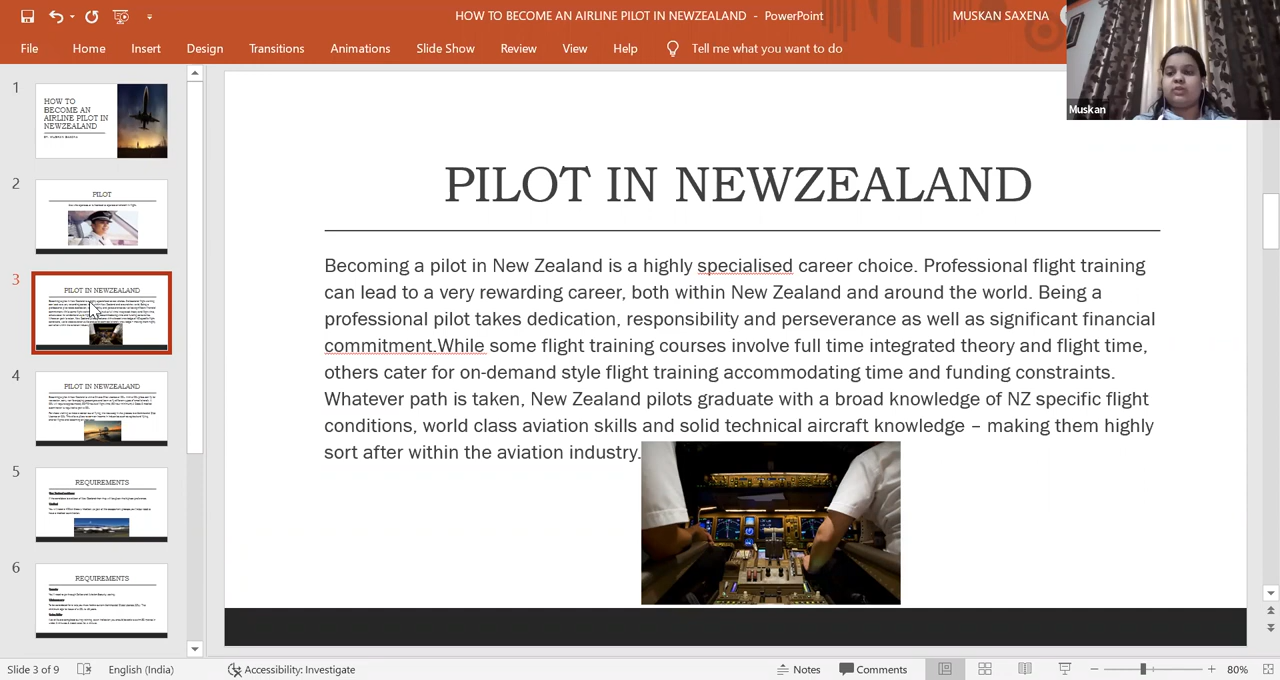 HOW TO BECOME AN AIRLINE PILOT IN NEWZEALAND - PowerPoint
MUSKAN SAXENA
File Home Insert Design Transitions Animations Slide Show Review View Help Tell me what you want to do
Muskan
1
HOW TO
BECOME AN
AIRLINE PILOT IN
NEWZEALAND
2
PILOT
3
PILOT IN NEWZEALAND
4
PILOT IN NEWZEALAND
5
REQUIREMENTS
6
REQUIREMENTS
PILOT IN NEWZEALAND
Becoming a pilot in New Zealand is a highly specialised career choice. Professional flight training
can lead to a very rewarding career, both within New Zealand and around the world. Being a
professional pilot takes dedication, responsibility and perseverance as well as significant financial
commitment.While some flight training courses involve full time integrated theory and flight time,
others cater for on-demand style flight training accommodating time and funding constraints.
Whatever path is taken, New Zealand pilots graduate with a broad knowledge of NZ specific flight
conditions, world class aviation skills and solid technical aircraft knowledge – making them highly
sort after within the aviation industry.
Slide 3 of 9 English (India) Accessibility: Investigate Notes Comments 80%